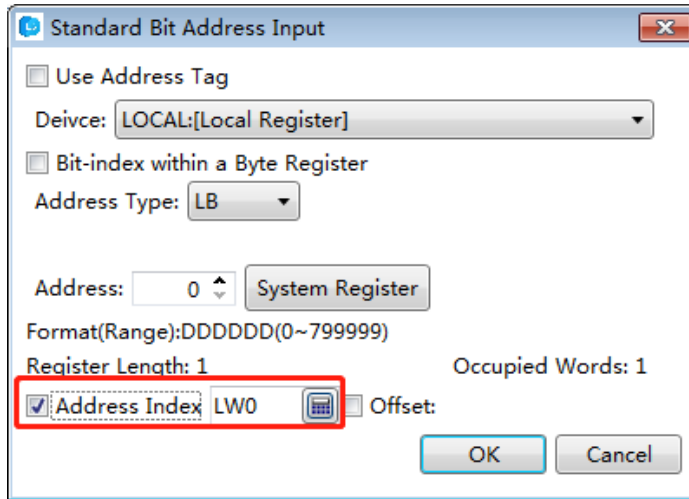 Standard Bit Address Input
Use Address Tag
Deivce: LOCAL:[Local Register]
Bit-index within a Byte Register
Address Type: LB
Address: 0 System Register
Format(Range):DDDDDD(0~799999)
Register Length: 1 Occupied Words: 1
Address Index LW0 Offset:
OK Cancel